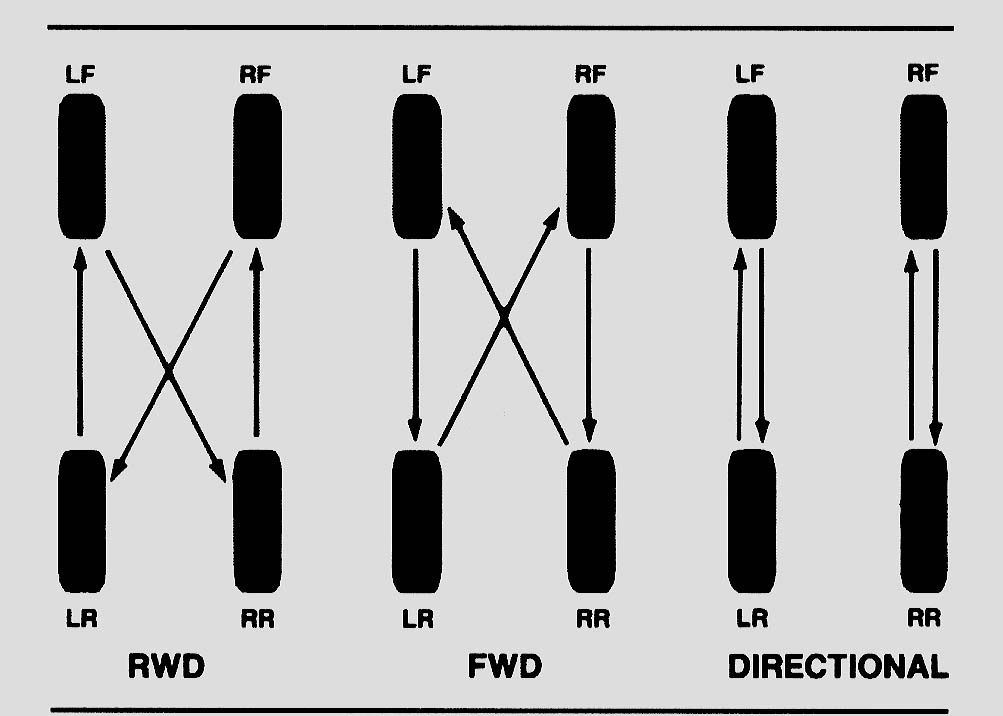 LF RF LF RF LF RF
LR RR LR RR LR RR
RWD FWD DIRECTIONAL